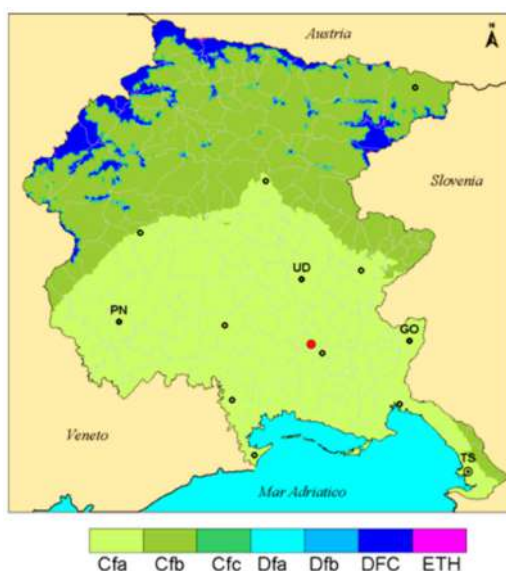 Austria
N
Slovenia
UD
PN
GO
Veneto
TS
Mar Adriatico
Cfa Cfb Cfc Dfa Dfb DFC ETH